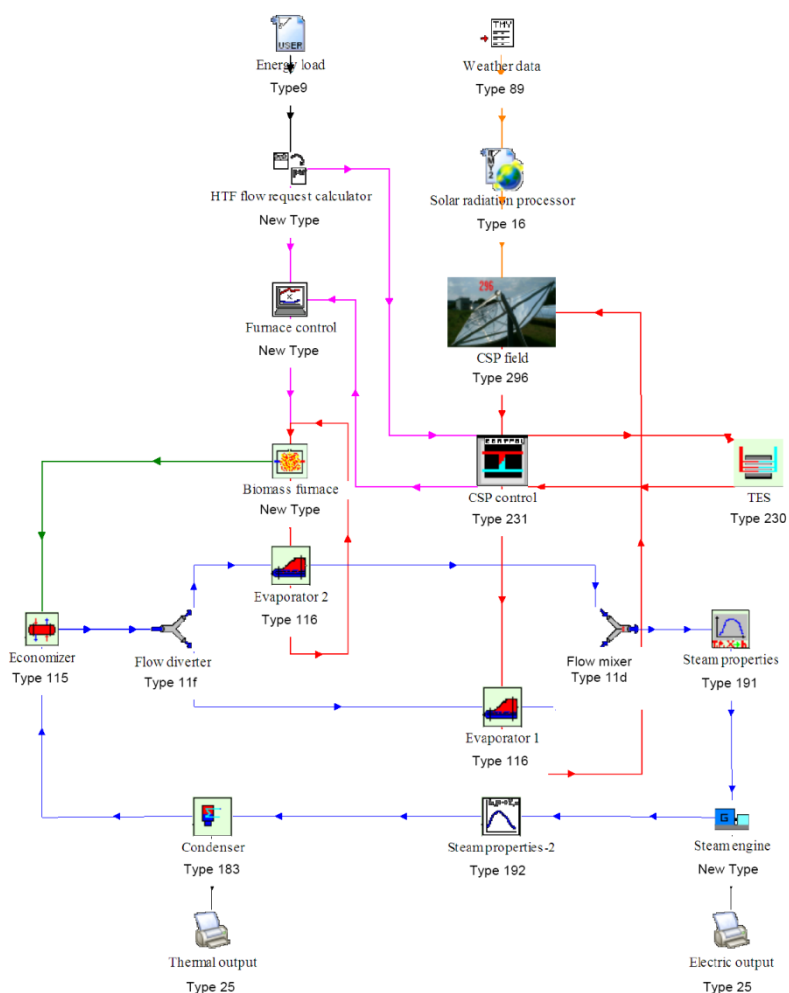 USER
TMY
Energy load
Weather data
Type9
Type 89
TMY
2
HTF flow request calculator
Solar radiation processor
New Type
Type 16
296
Furnace control
CSP field
New Type
Type 296
Biomass furnace
CSP control
TES
New Type
Type 231
Type 230
Evaporator 2
Type 116
Economizer
Flow diverter
Flow mixer
Steam properties
Type 115
Type 11f
Type 11d
Type 191
Evaporator 1
Type 116
G
Condenser
Steam properties-2
Steam engine
Type 183
Type 192
New Type
Thermal output
Electric output
Type 25
Type 25